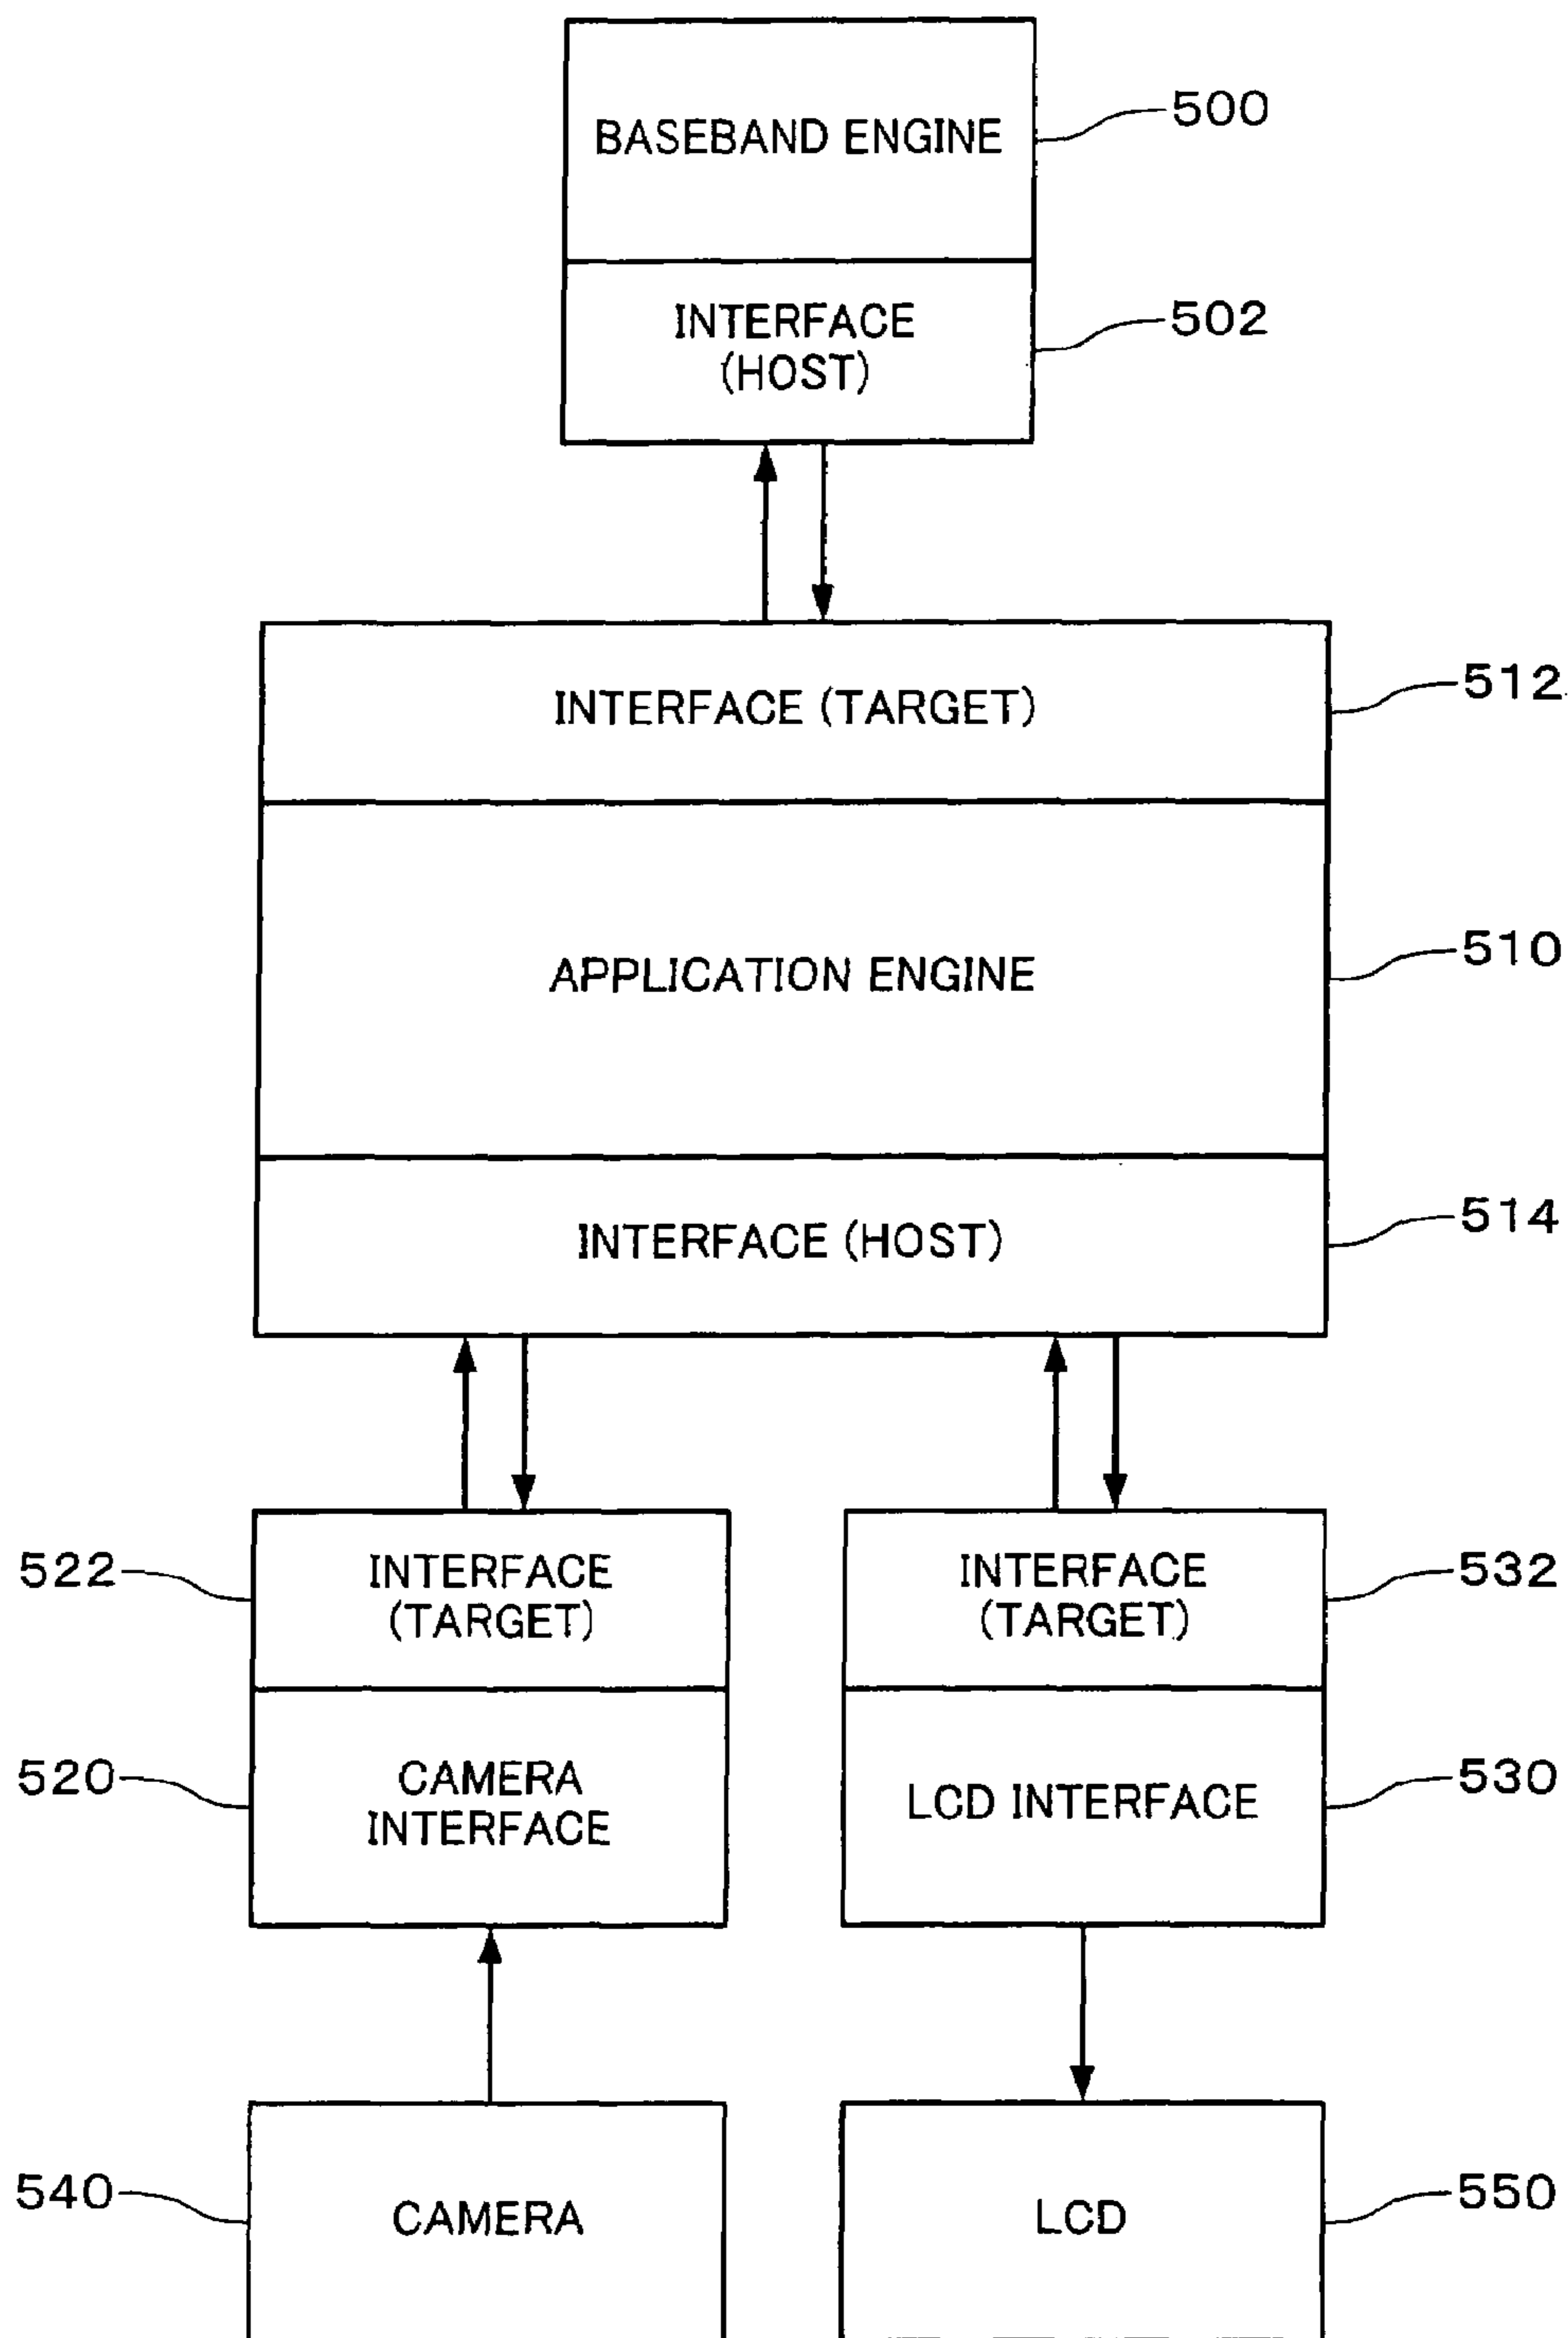 BASEBAND ENGINE
500
INTERFACE
(HOST)
502
INTERFACE (TARGET)
512
APPLICATION ENGINE
510
INTERFACE (HOST)
514
522
INTERFACE
(TARGET)
INTERFACE
(TARGET)
532
520
CAMERA
INTERFACE
LCD INTERFACE
530
540
CAMERA
LCD
550